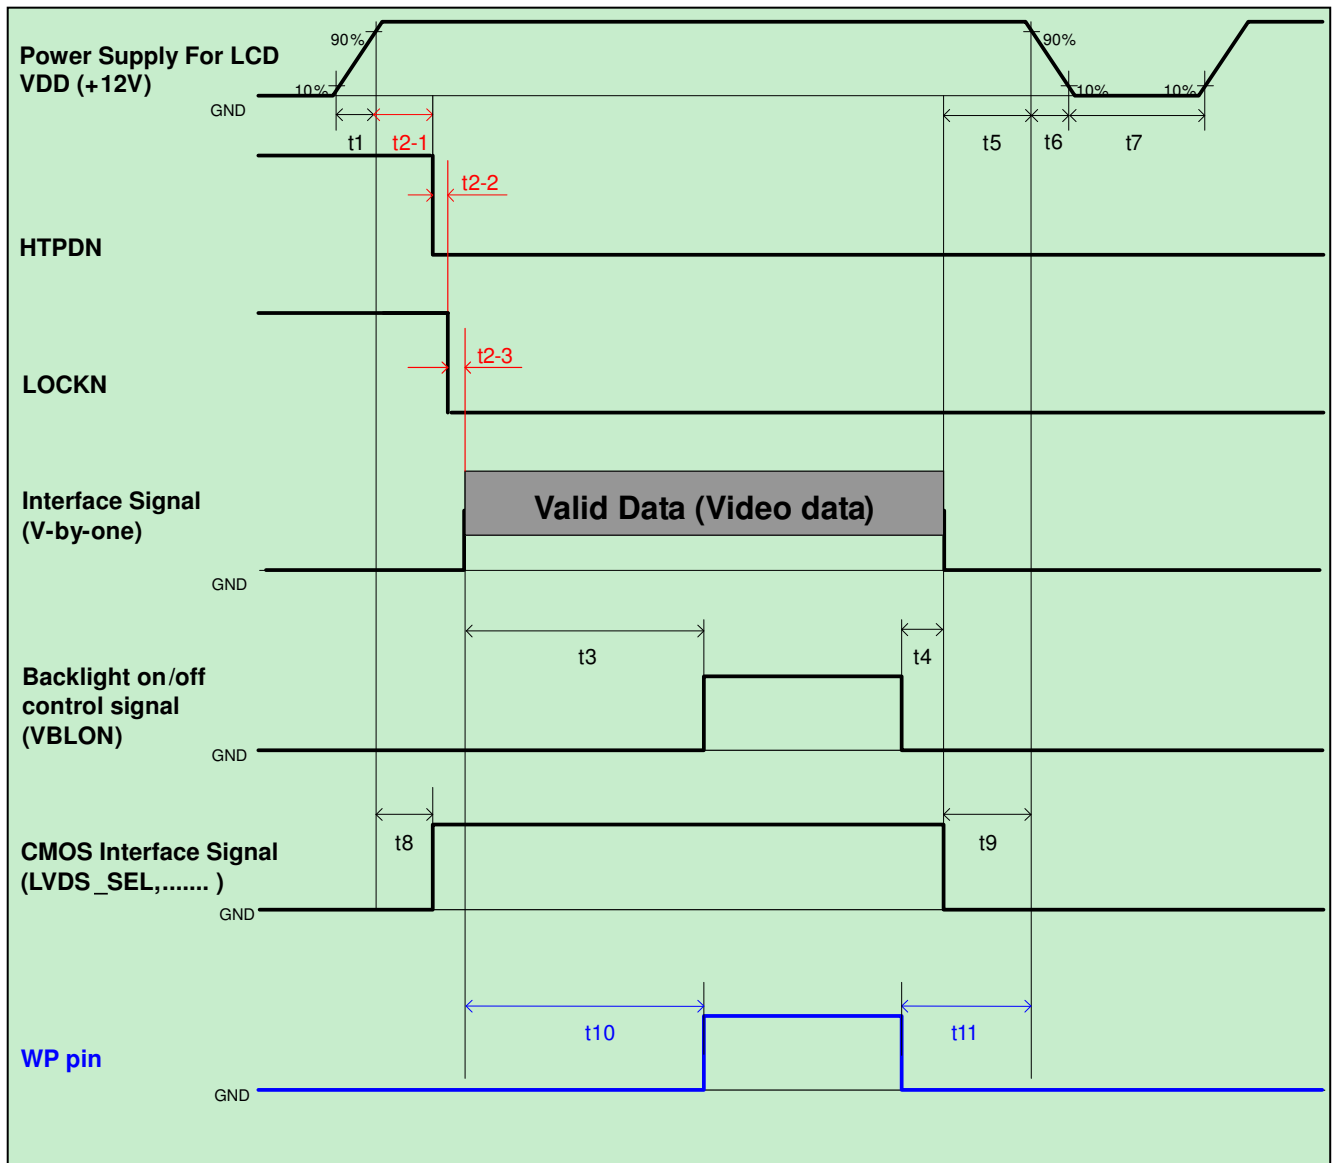 90%
90%
Power Supply For LCD
VDD (+12V)
10%
10%
10%
GND
t1
t2-1
t5
t6
t7
t2-2
HTPDN
t2-3
LOCKN
Interface Signal
(V-by-one)
Valid Data (Video data)
GND
t3
t4
Backlight on/off
control signal
(VBLON)
GND
t8
t9
CMOS Interface Signal
(LVDS_SEL,....... )
GND
t10
t11
WP pin
GND